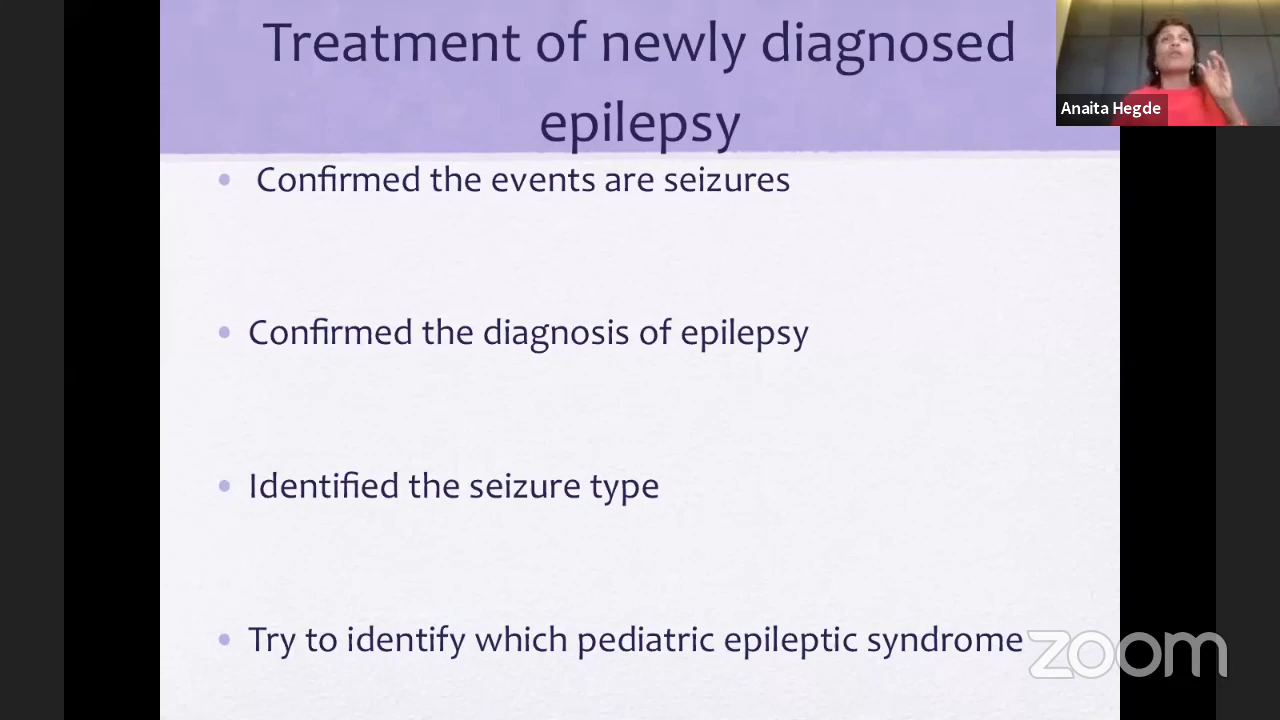 Treatment of newly diagnosed
epilepsy
Anaita Hegde
• Confirmed the events are seizures
• Confirmed the diagnosis of epilepsy
• Identified the seizure type
• Try to identify which pediatric epileptic syndrome
zoom